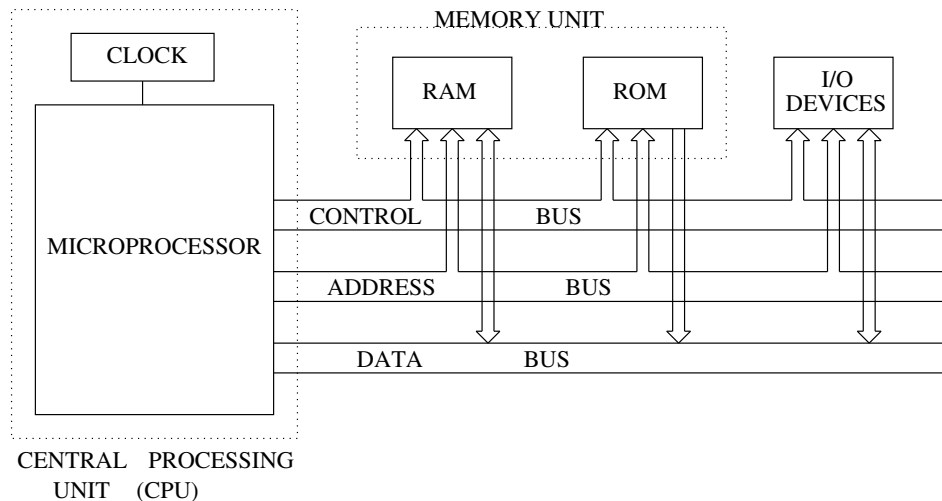 MEMORY UNIT
CLOCK
RAM
ROM
I/O
DEVICES
MICROPROCESSOR
CONTROL BUS
ADDRESS BUS
DATA BUS
CENTRAL PROCESSING
UNIT (CPU)